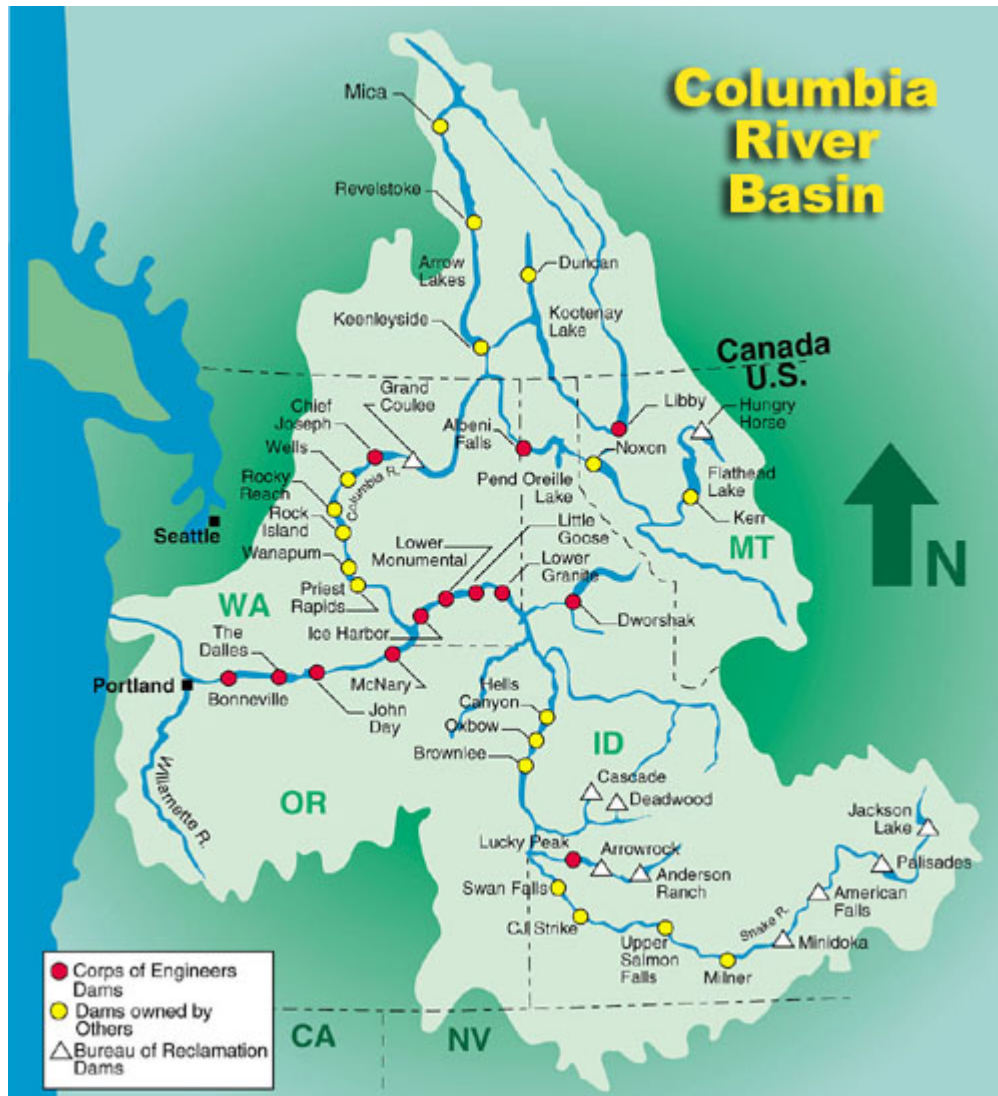 Columbia
River
Basin
Mica
Revelstoke
Arrow
Lakes
Duncan
Keenleyside
Kootenay
Lake
Canada
U.S.
Grand
Coulee
Chief
Joseph
Albeni
Falls
Libby
Hungry
Horse
Wells
Noxon
Columbia R.
Pend Oreille
Lake
Flathead
Lake
Rocky
Reach
Rock
Island
Kerr
Seattle
Little
Goose
Lower
Monumental
Lower
Granite
MT
N
Wanapum
Priest
Rapids
WA
Ice Harbor
Dworshak
The
Dalles
Portland
Bonneville
McNary
John
Day
Hells
Canyon
Oxbow
Brownlee
ID
OR
Williamette R.
Cascade
Deadwood
Jackson
Lake
Lucky Peak
Arrowrock
Anderson
Ranch
Palisades
American
Falls
Swan Falls
CJ Strike
Upper
Salmon
Falls
Snake R.
Minidoka
Milner
Corps of Engineers
Dams
Dams owned by
Others
Bureau of Reclamation
Dams
CA
NV